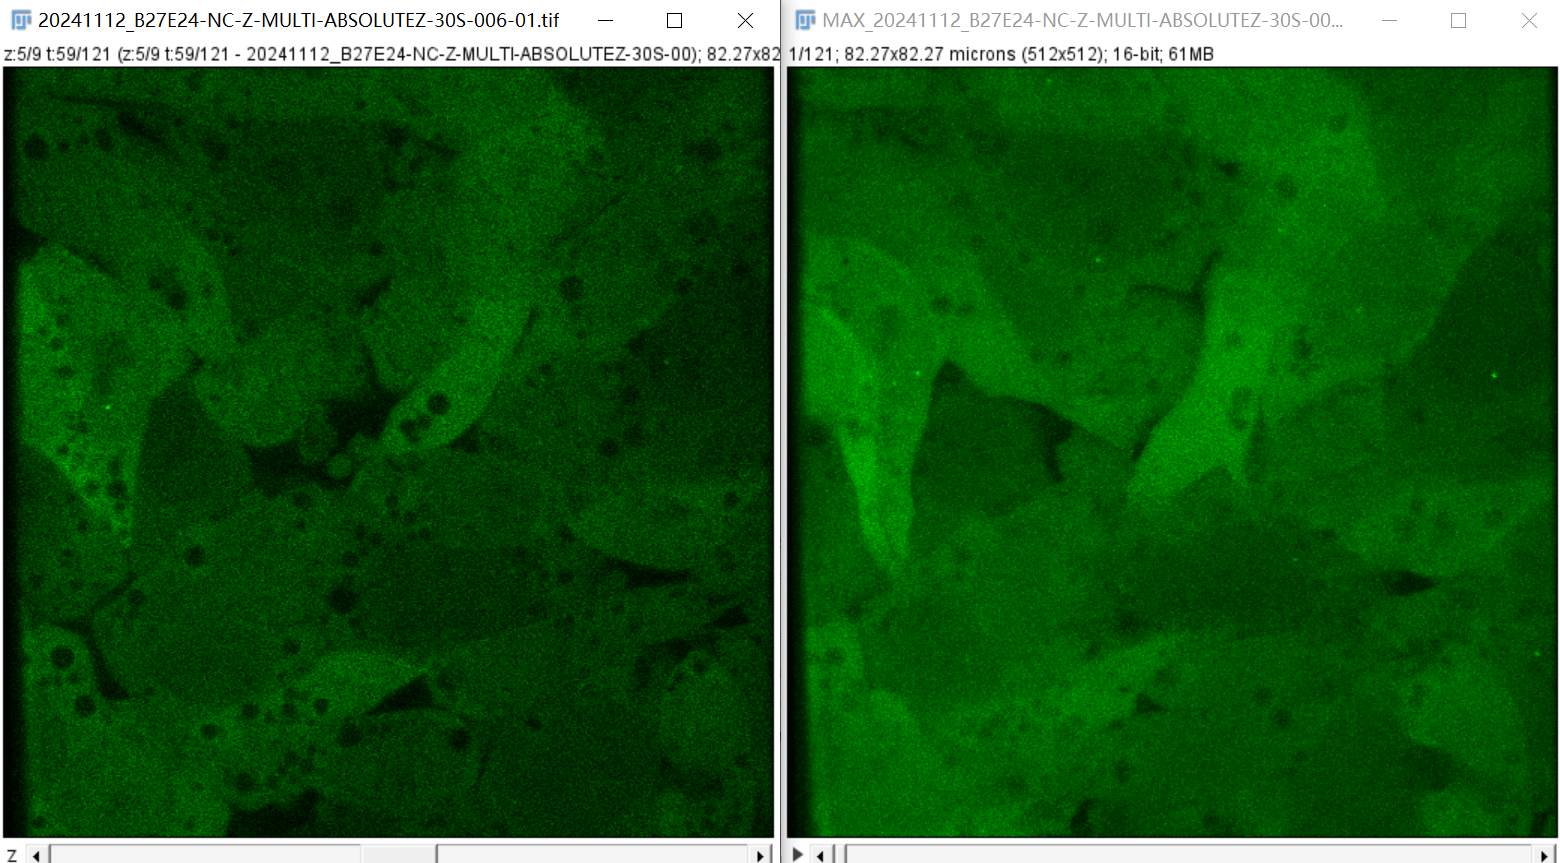 20241112_B27E24-NC-Z-MULTI-ABSOLUTEZ-30S-006-01.tif
z:5/9 t:59/121 (z:5/9 t:59/121 - 20241112_B27E24-NC-Z-MULTI-ABSOLUTEZ-30S-00); 82.27x82
Z
MAX_20241112_B27E24-NC-Z-MULTI-ABSOLUTEZ-30S-00...
1/121; 82.27x82.27 microns (512x512); 16-bit; 61MB